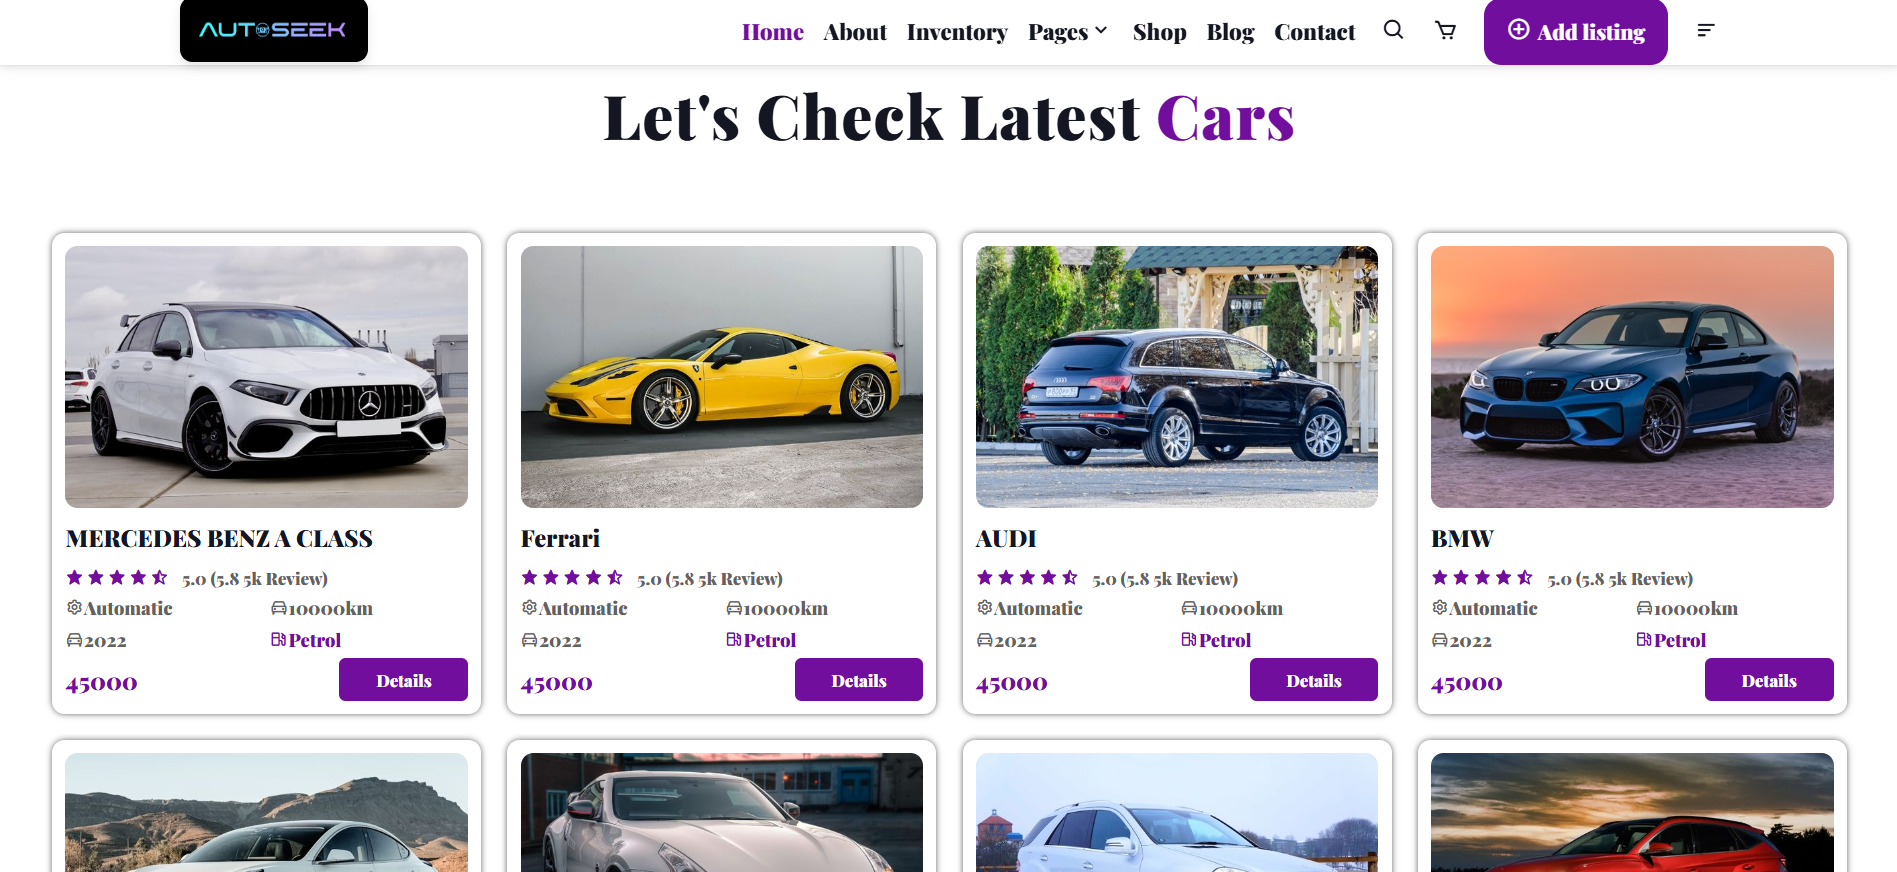 AUTOSEEK Home About Inventory Pages Shop Blog Contact Add listing
Let's Check Latest Cars
MERCEDES BENZ A CLASS
5.0 (5.8 5k Review)
Automatic 10000km
2022 Petrol
45000 Details
Ferrari
5.0 (5.8 5k Review)
Automatic 10000km
2022 Petrol
45000 Details
AUDI
5.0 (5.8 5k Review)
Automatic 10000km
2022 Petrol
45000 Details
BMW
5.0 (5.8 5k Review)
Automatic 10000km
2022 Petrol
45000 Details